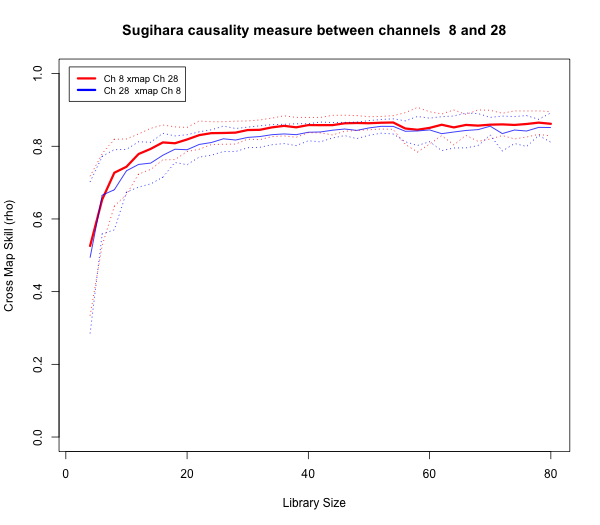 Sugihara causality measure between channels  8 and 28
Ch 8 xmap Ch 28
Ch 28  xmap Ch 8
Cross Map Skill (rho)
1.0
0.8
0.6
0.4
0.2
0.0
0 20 40 60 80
Library Size